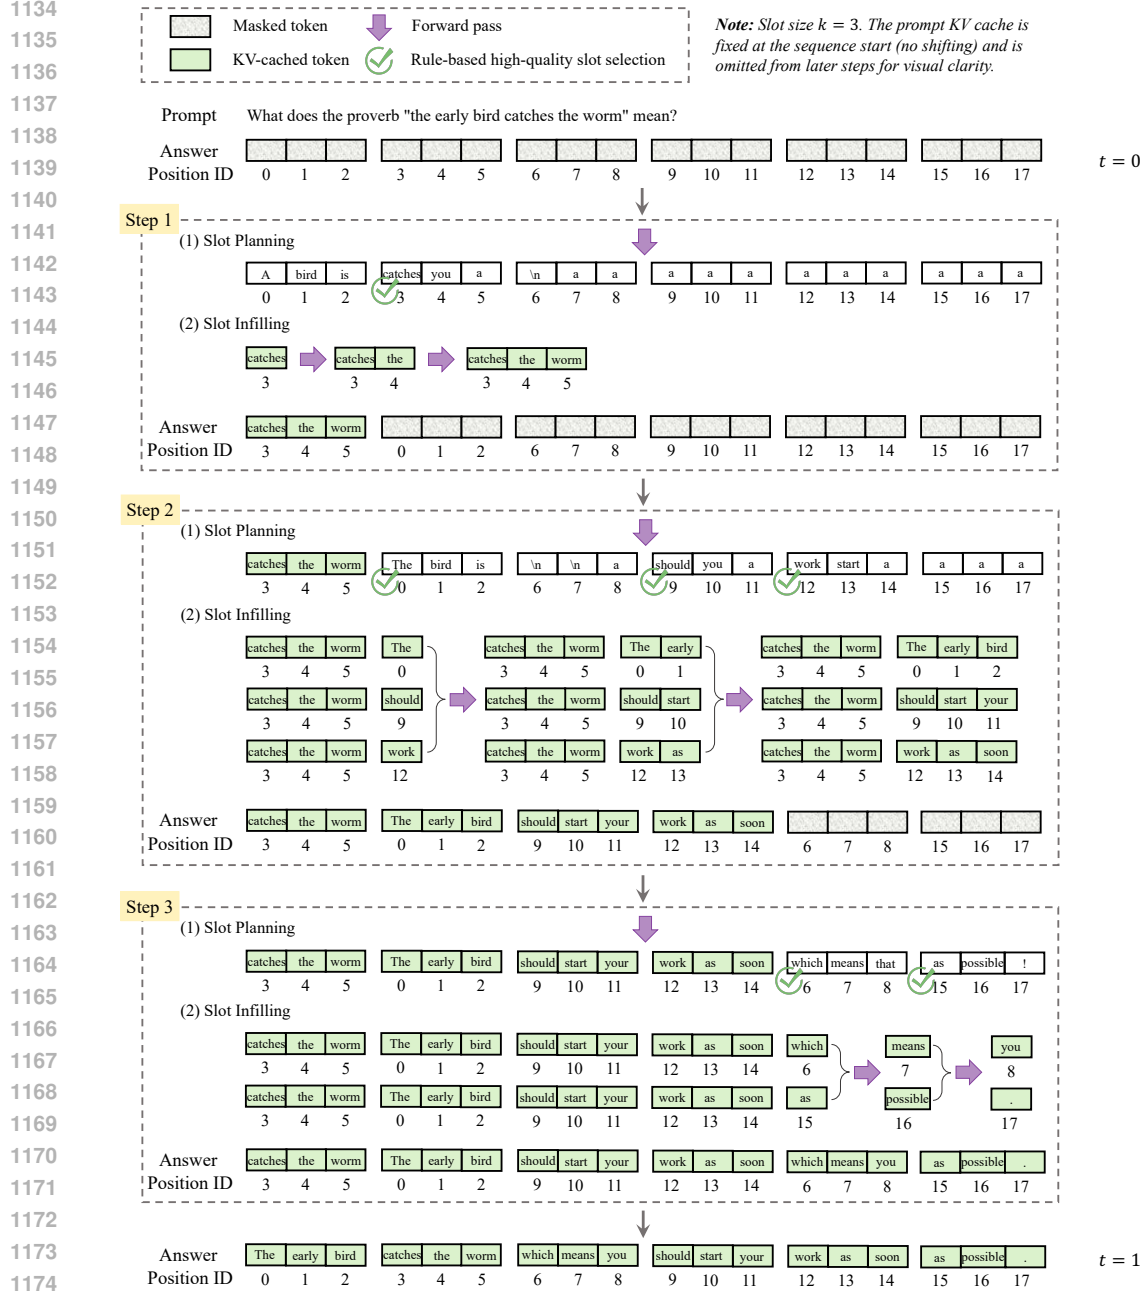 1134
1135
1136
1137
1138
1139
1140
1141
1142
1143
1144
1145
1146
1147
1148
1149
1150
1151
1152
1153
1154
1155
1156
1157
1158
1159
1160
1161
1162
1163
1164
1165
1166
1167
1168
1169
1170
1171
1172
1173
1174
Masked token Forward pass
KV-cached token Rule-based high-quality slot selection
Note: Slot size k = 3. The prompt KV cache is
fixed at the sequence start (no shifting) and is
omitted from later steps for visual clarity.
Prompt What does the proverb "the early bird catches the worm" mean?
Answer
Position ID 0 1 2 3 4 5 6 7 8 9 10 11 12 13 14 15 16 17
t = 0
Step 1
(1) Slot Planning
A bird is catches you a \n a a a a a a a a a a a
0 1 2 3 4 5 6 7 8 9 10 11 12 13 14 15 16 17
(2) Slot Infilling
catches catches the catches the worm
3 3 4 3 4 5
Answer catches the worm
Position ID 3 4 5 0 1 2 6 7 8 9 10 11 12 13 14 15 16 17
Step 2
(1) Slot Planning
catches the worm The bird is \n \n a should you a work start a a a a
3 4 5 0 1 2 6 7 8 9 10 11 12 13 14 15 16 17
(2) Slot Infilling
catches the worm The catches the worm The early catches the worm The early bird
3 4 5 0 3 4 5 0 1 3 4 5 0 1 2
catches the worm should catches the worm should start catches the worm should start your
3 4 5 9 3 4 5 9 10 3 4 5 9 10 11
catches the worm work catches the worm work as catches the worm work as soon
3 4 5 12 3 4 5 12 13 3 4 5 12 13 14
Answer catches the worm The early bird should start your work as soon
Position ID 3 4 5 0 1 2 9 10 11 12 13 14 6 7 8 15 16 17
Step 3
(1) Slot Planning
catches the worm The early bird should start your work as soon which means that as possible !
3 4 5 0 1 2 9 10 11 12 13 14 6 7 8 15 16 17
(2) Slot Infilling
catches the worm The early bird should start your work as soon which means you
3 4 5 0 1 2 9 10 11 12 13 14 6 7 8
catches the worm The early bird should start your work as soon as possible .
3 4 5 0 1 2 9 10 11 12 13 14 15 16 17
Answer catches the worm The early bird should start your work as soon which means you as possible .
Position ID 3 4 5 0 1 2 9 10 11 12 13 14 6 7 8 15 16 17
Answer The early bird catches the worm which means you should start your work as soon as possible .
Position ID 0 1 2 3 4 5 6 7 8 9 10 11 12 13 14 15 16 17
t = 1